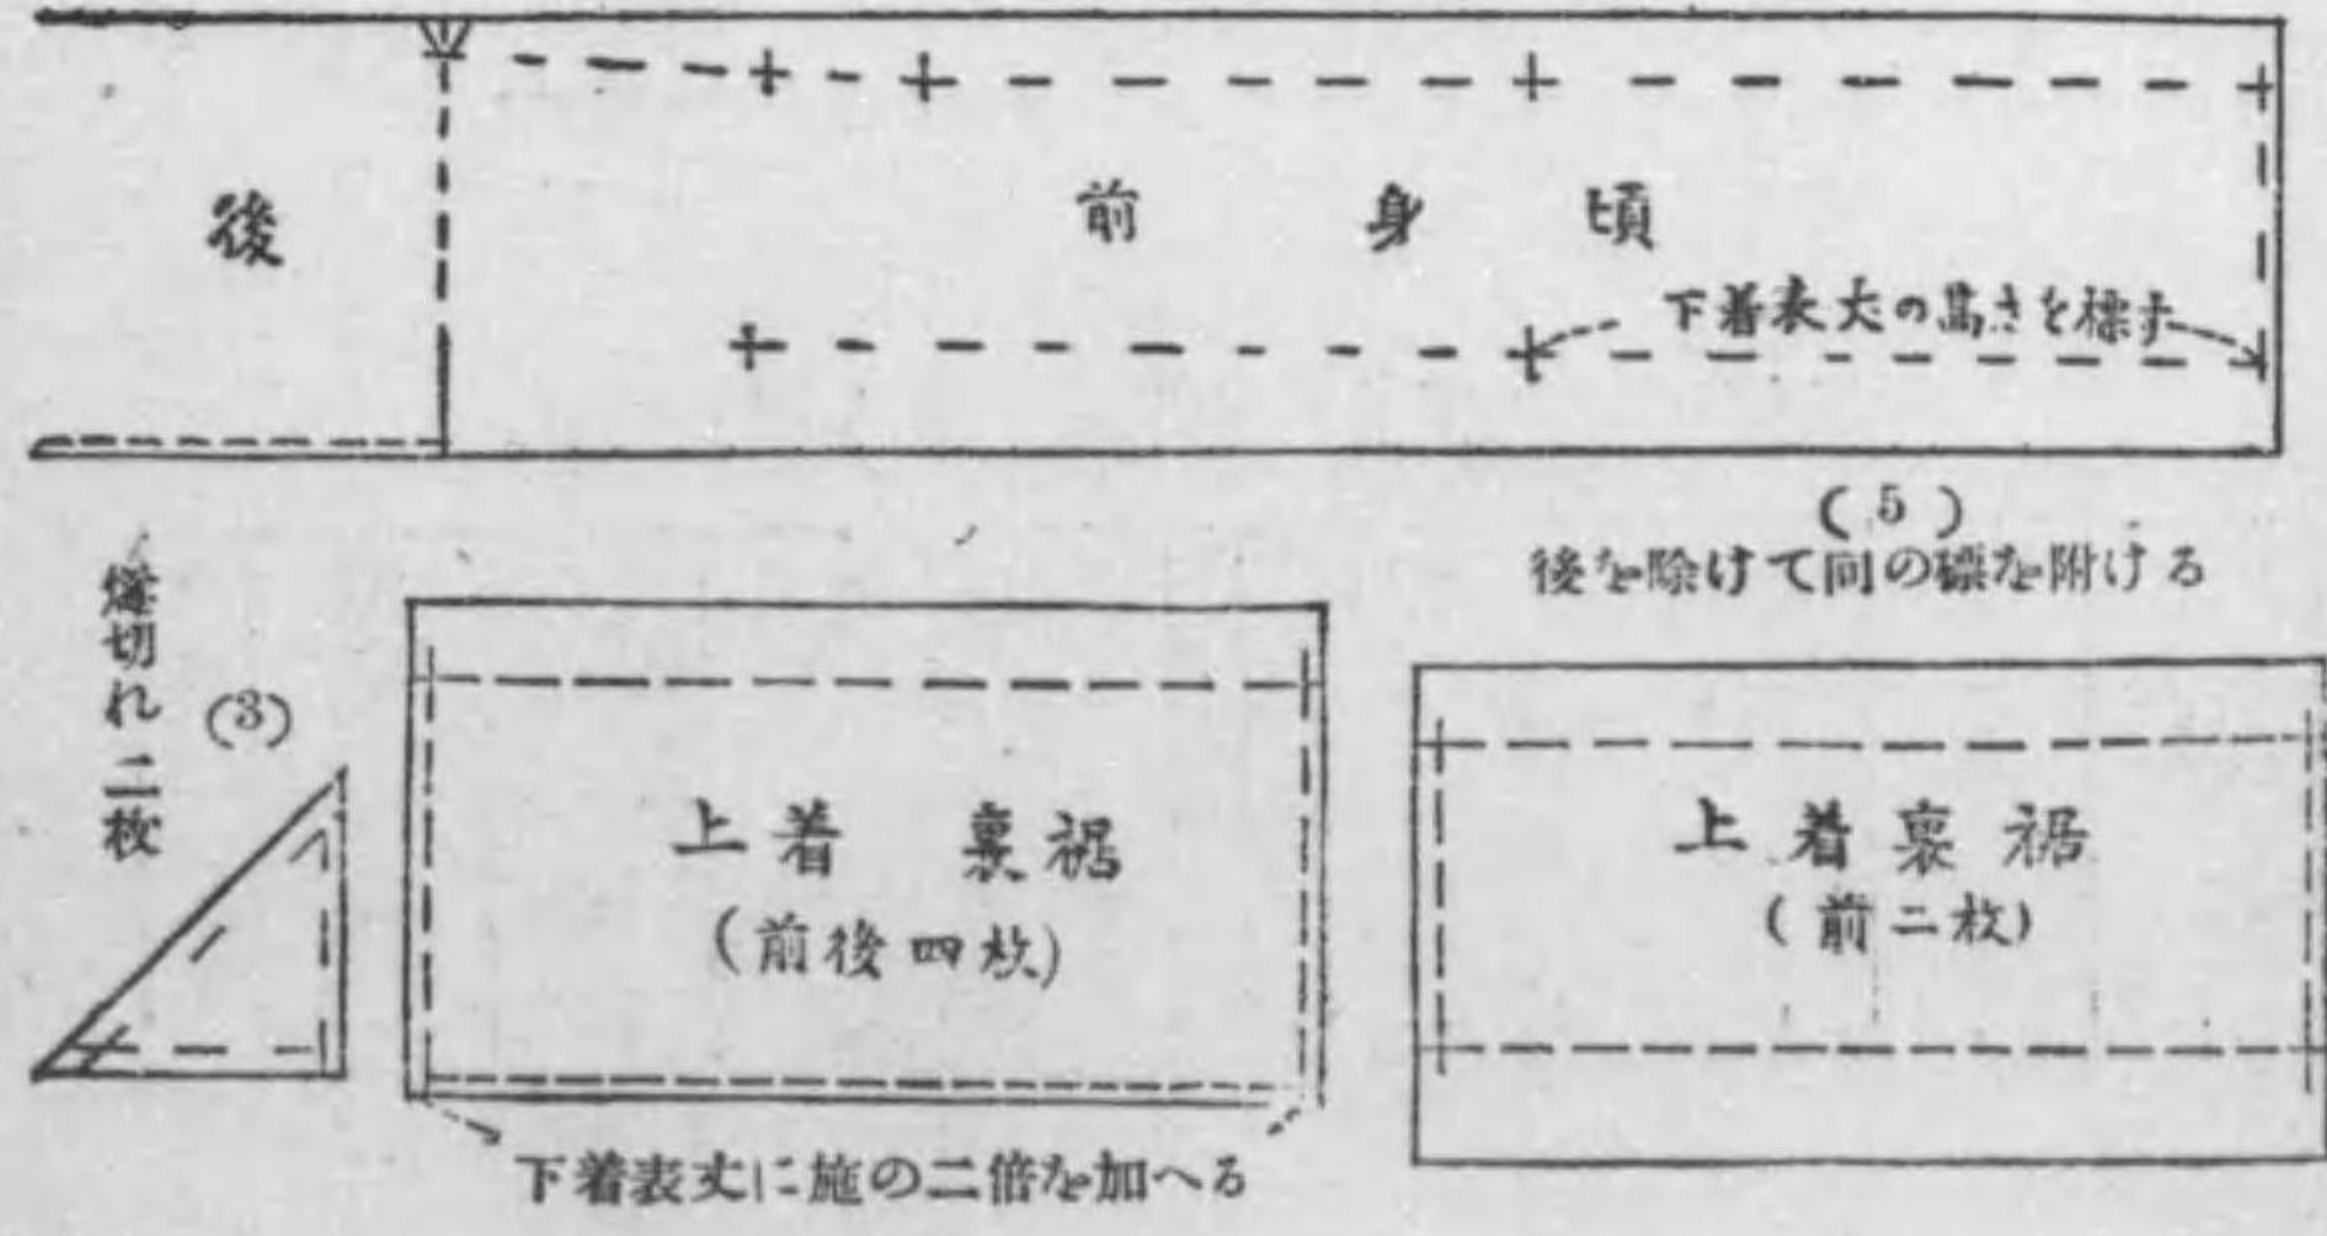 後
前身頃
下着表丈の高さを標す
(5)
後を除けて同の標を附ける
切れ二枚
(3)
上着 裏裾
(前後四枚)
上着裏裾
(前二枚)
下着表丈に施の二倍を加へる